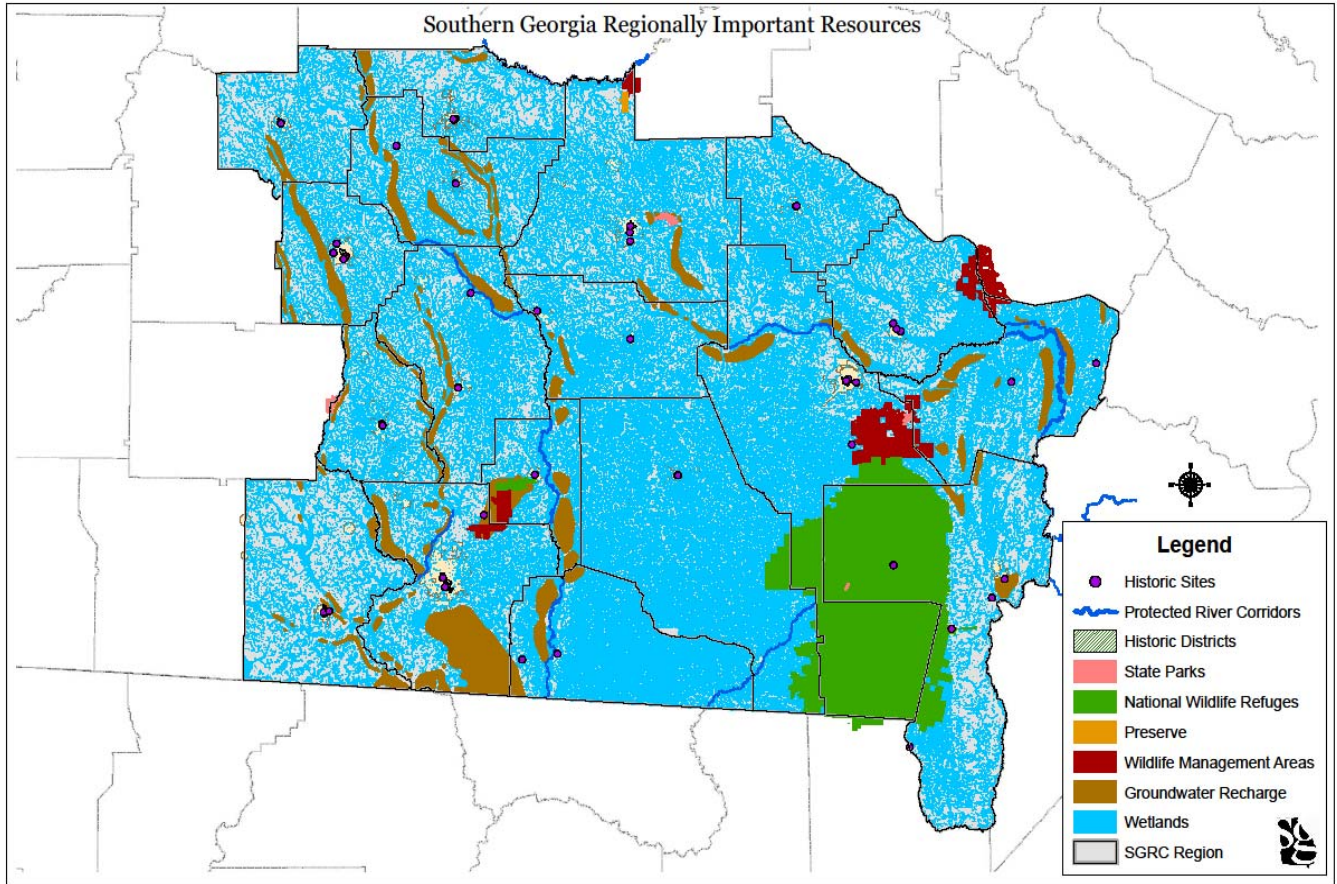 Southern Georgia Regionally Important Resources
Legend
Historic Sites
Protected River Corridors
Historic Districts
State Parks
National Wildlife Refuges
Preserve
Wildlife Management Areas
Groundwater Recharge
Wetlands
SGRC Region